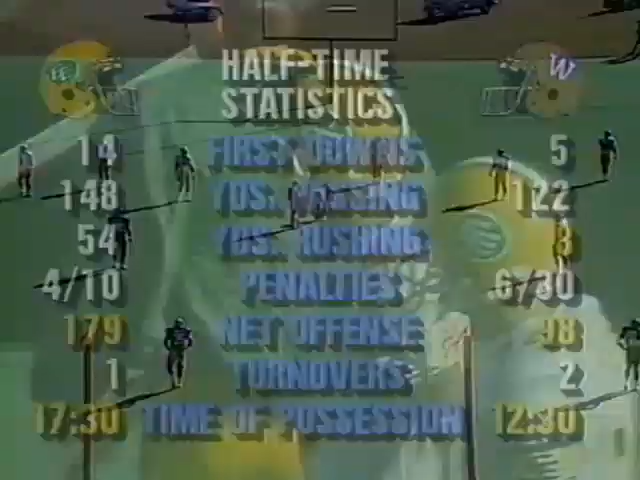 HALF-TIME
STATISTICS
14 FIRST DOWNS 5
148 YDS. PASSING 122
54 YDS. RUSHING 3
4/10 PENALTIES 6/30
179 NET OFFENSE 98
1 TURNOVERS 2
17:30 TIME OF POSSESSION 12:30